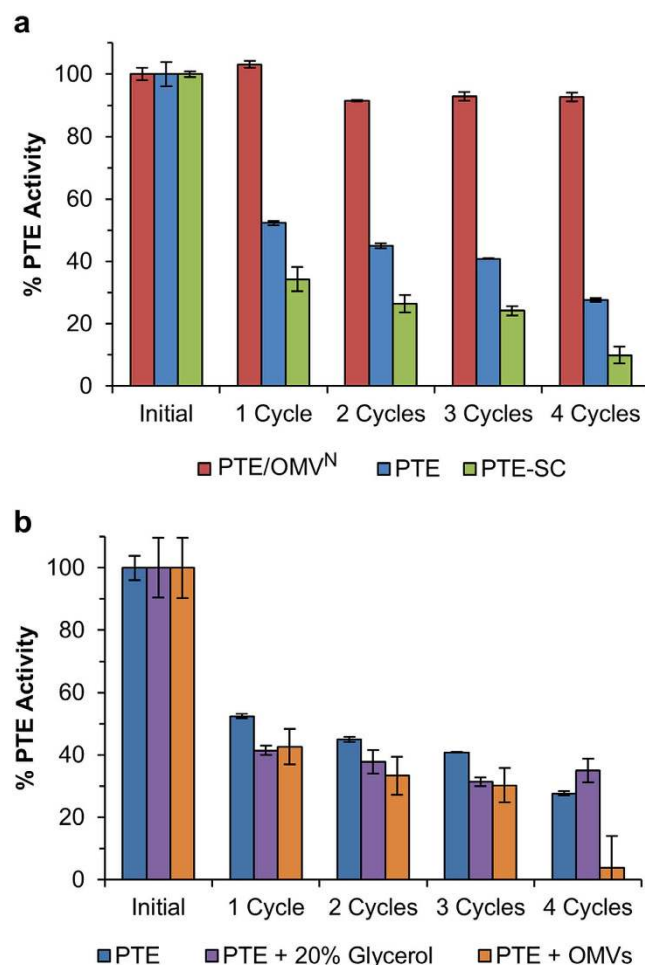 a
% PTE Activity
100
80
60
40
20
0
Initial 1 Cycle 2 Cycles 3 Cycles 4 Cycles
PTE/OMVᴺ PTE PTE-SC
b
% PTE Activity
100
80
60
40
20
0
Initial 1 Cycle 2 Cycles 3 Cycles 4 Cycles
PTE PTE + 20% Glycerol PTE + OMVs